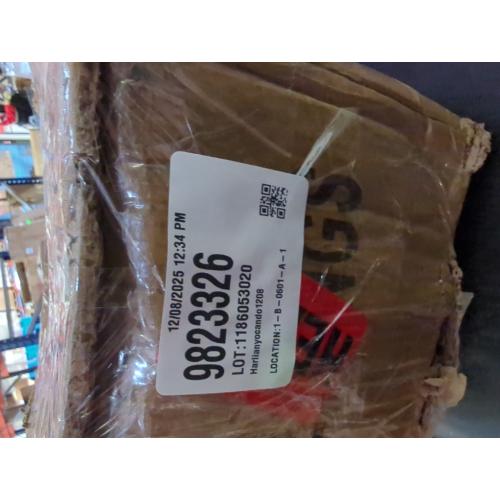 12/08/2025 12:34 PM
9823326
LOT:1186053020
Harlianyocando1208
LOCATION:1-B-0601-A-1